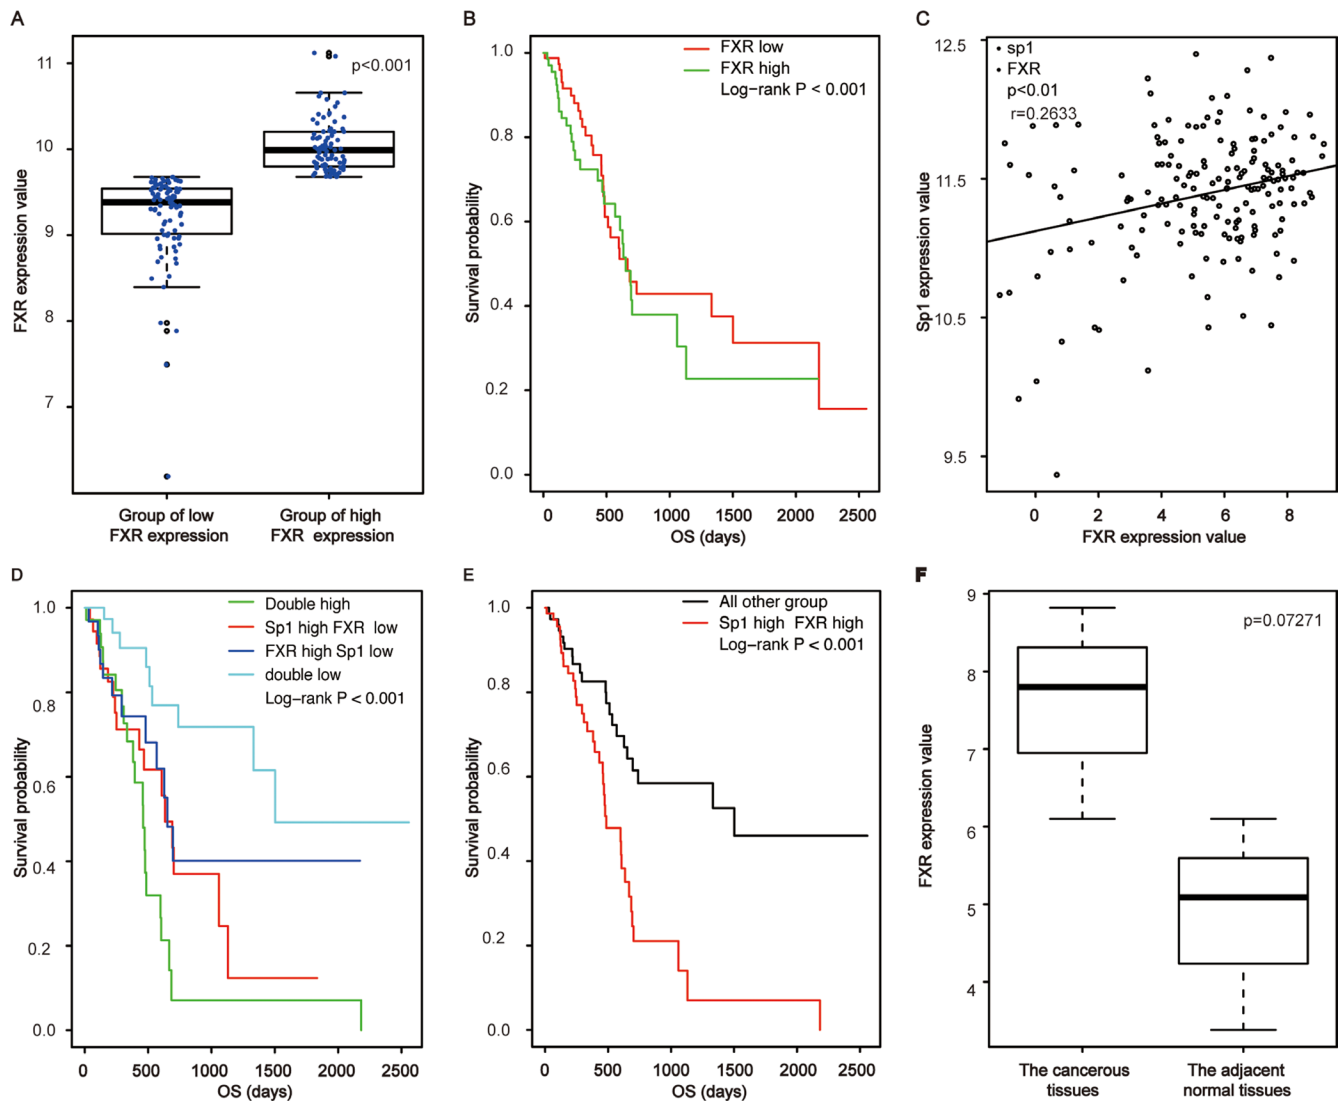 A
FXR expression value
11
10
9
8
7
p<0.001
Group of low
FXR expression
Group of high
FXR expression
B
Survival probability
1.0
0.8
0.6
0.4
0.2
0.0
FXR low
FXR high
Log-rank P < 0.001
0 500 1000 1500 2000 2500
OS (days)
C
Sp1 expression value
12.5
11.5
10.5
9.5
sp1
FXR
p<0.01
r=0.2633
0 2 4 6 8
FXR expression value
D
Survival probability
1.0
0.8
0.6
0.4
0.2
0.0
Double high
Sp1 high FXR low
FXR high Sp1 low
double low
Log-rank P < 0.001
0 500 1000 1500 2000 2500
OS (days)
E
Survival probability
1.0
0.8
0.6
0.4
0.2
0.0
All other group
Sp1 high FXR high
Log-rank P < 0.001
0 500 1000 1500 2000 2500
OS (days)
F
FXR expression value
9
8
7
6
5
4
p=0.07271
The cancerous
tissues
The adjacent
normal tissues